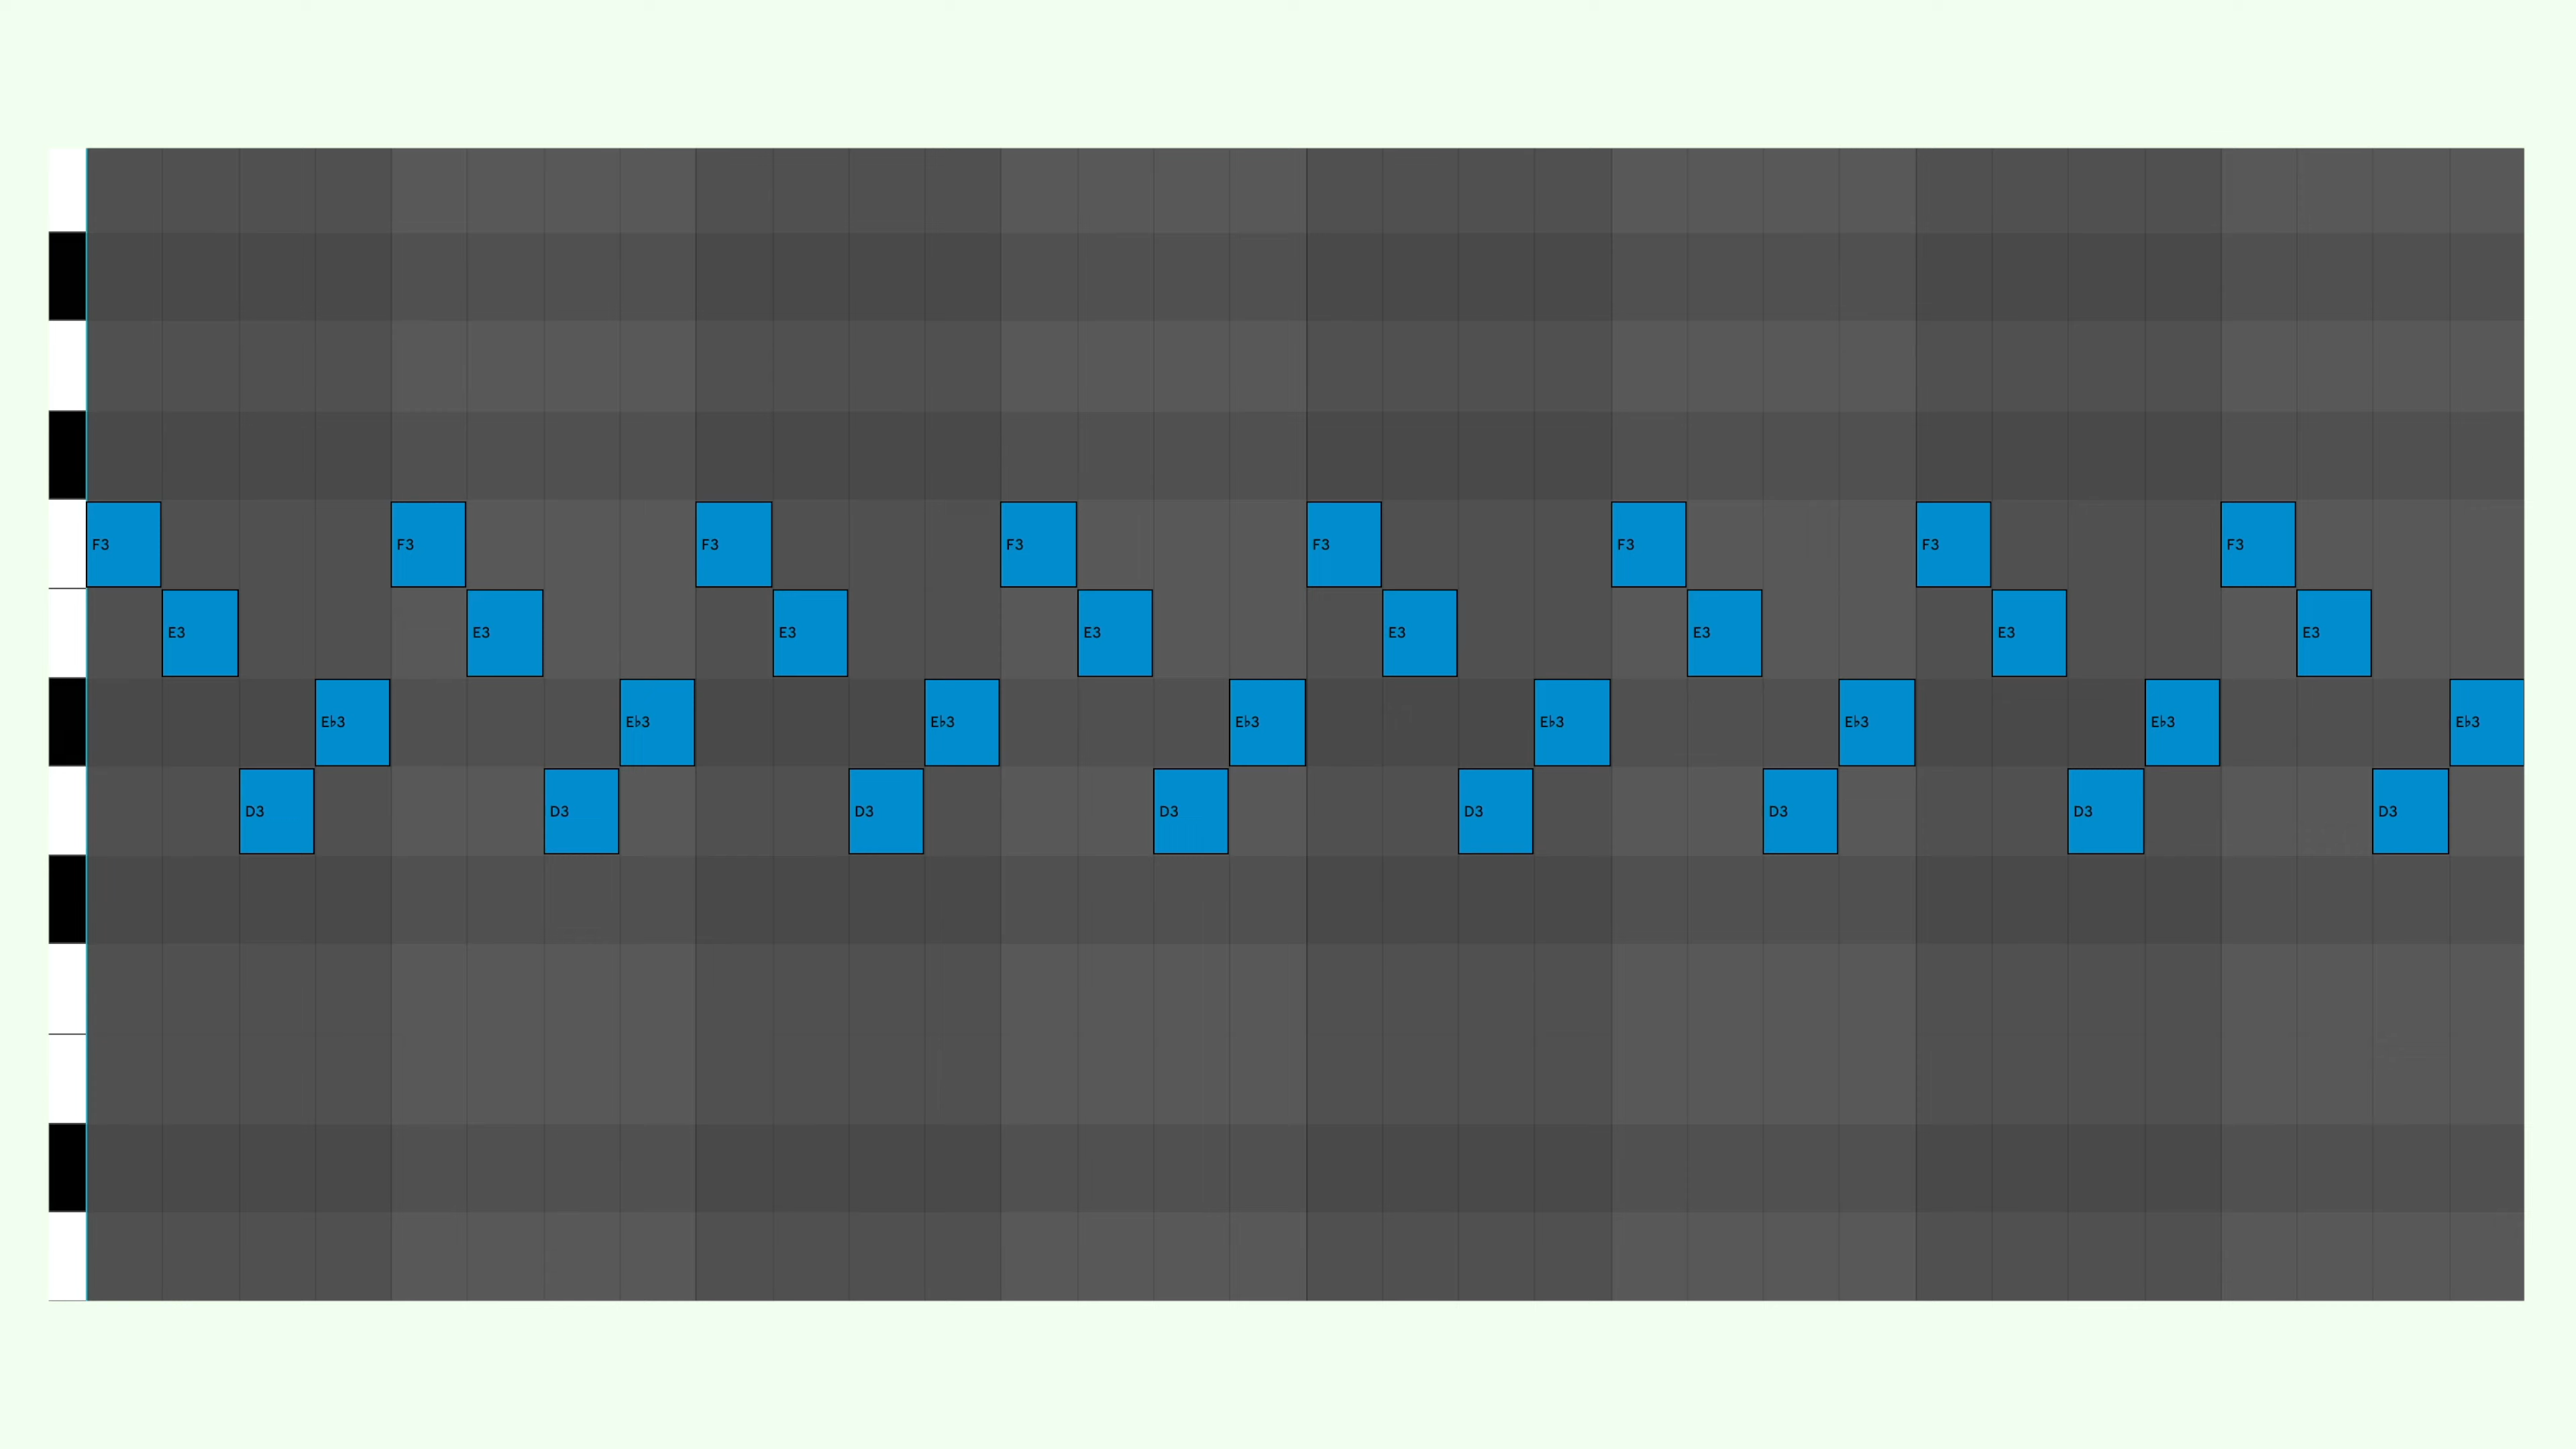 F3 F3 F3 F3 F3 F3 F3 F3
E3 E3 E3 E3 E3 E3 E3 E3
E♭3 E♭3 E♭3 E♭3 E♭3 E♭3 E♭3 E♭3
D3 D3 D3 D3 D3 D3 D3 D3